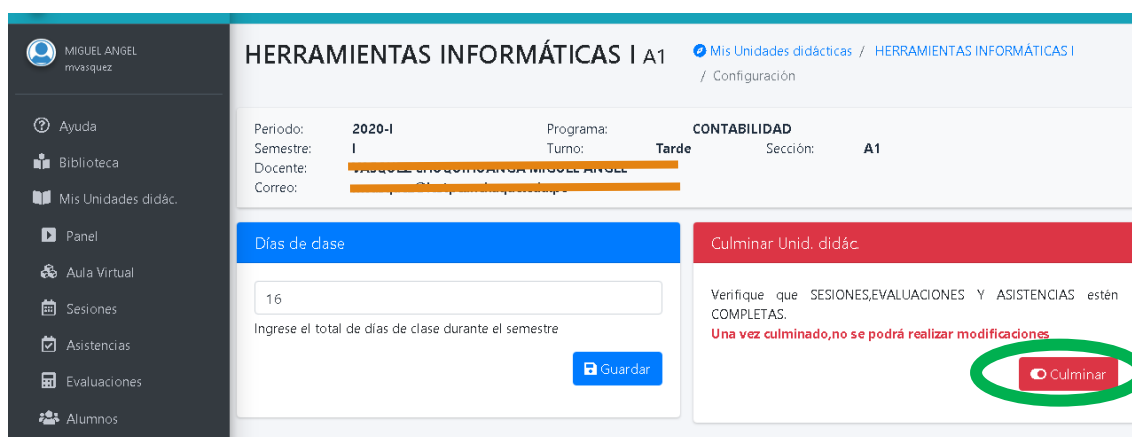 MIGUEL ANGEL
mvasquez
Ayuda
Biblioteca
Mis Unidades didác.
Panel
Aula Virtual
Sesiones
Asistencias
Evaluaciones
Alumnos
HERRAMIENTAS INFORMÁTICAS I A1
Mis Unidades didácticas / HERRAMIENTAS INFORMÁTICAS I
/ Configuración
Periodo: 2020-I Programa: CONTABILIDAD
Semestre: I Turno: Tarde Sección: A1
Docente:
Correo:
Días de clase
16
Ingrese el total de días de clase durante el semestre
Guardar
Culminar Unid. didác.
Verifique que SESIONES,EVALUACIONES Y ASISTENCIAS estén
COMPLETAS.
Una vez culminado,no se podrá realizar modificaciones
Culminar